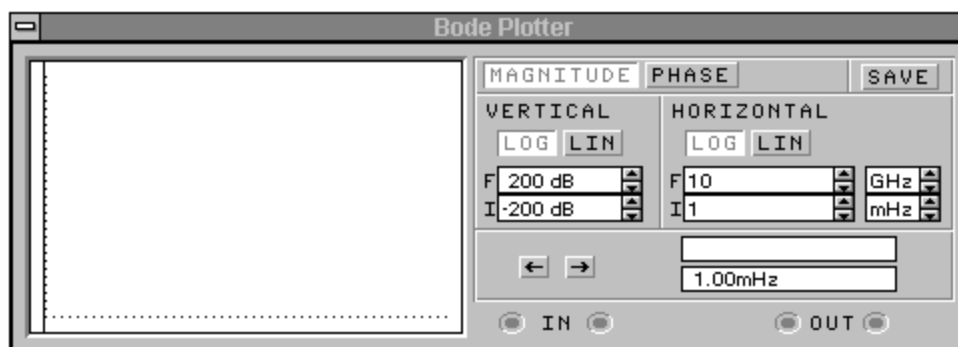 Bode Plotter
MAGNITUDE PHASE SAVE
VERTICAL HORIZONTAL
LOG LIN LOG LIN
F 200 dB F 10 GHz
I -200 dB I 1 mHz
← →
1.00mHz
IN OUT